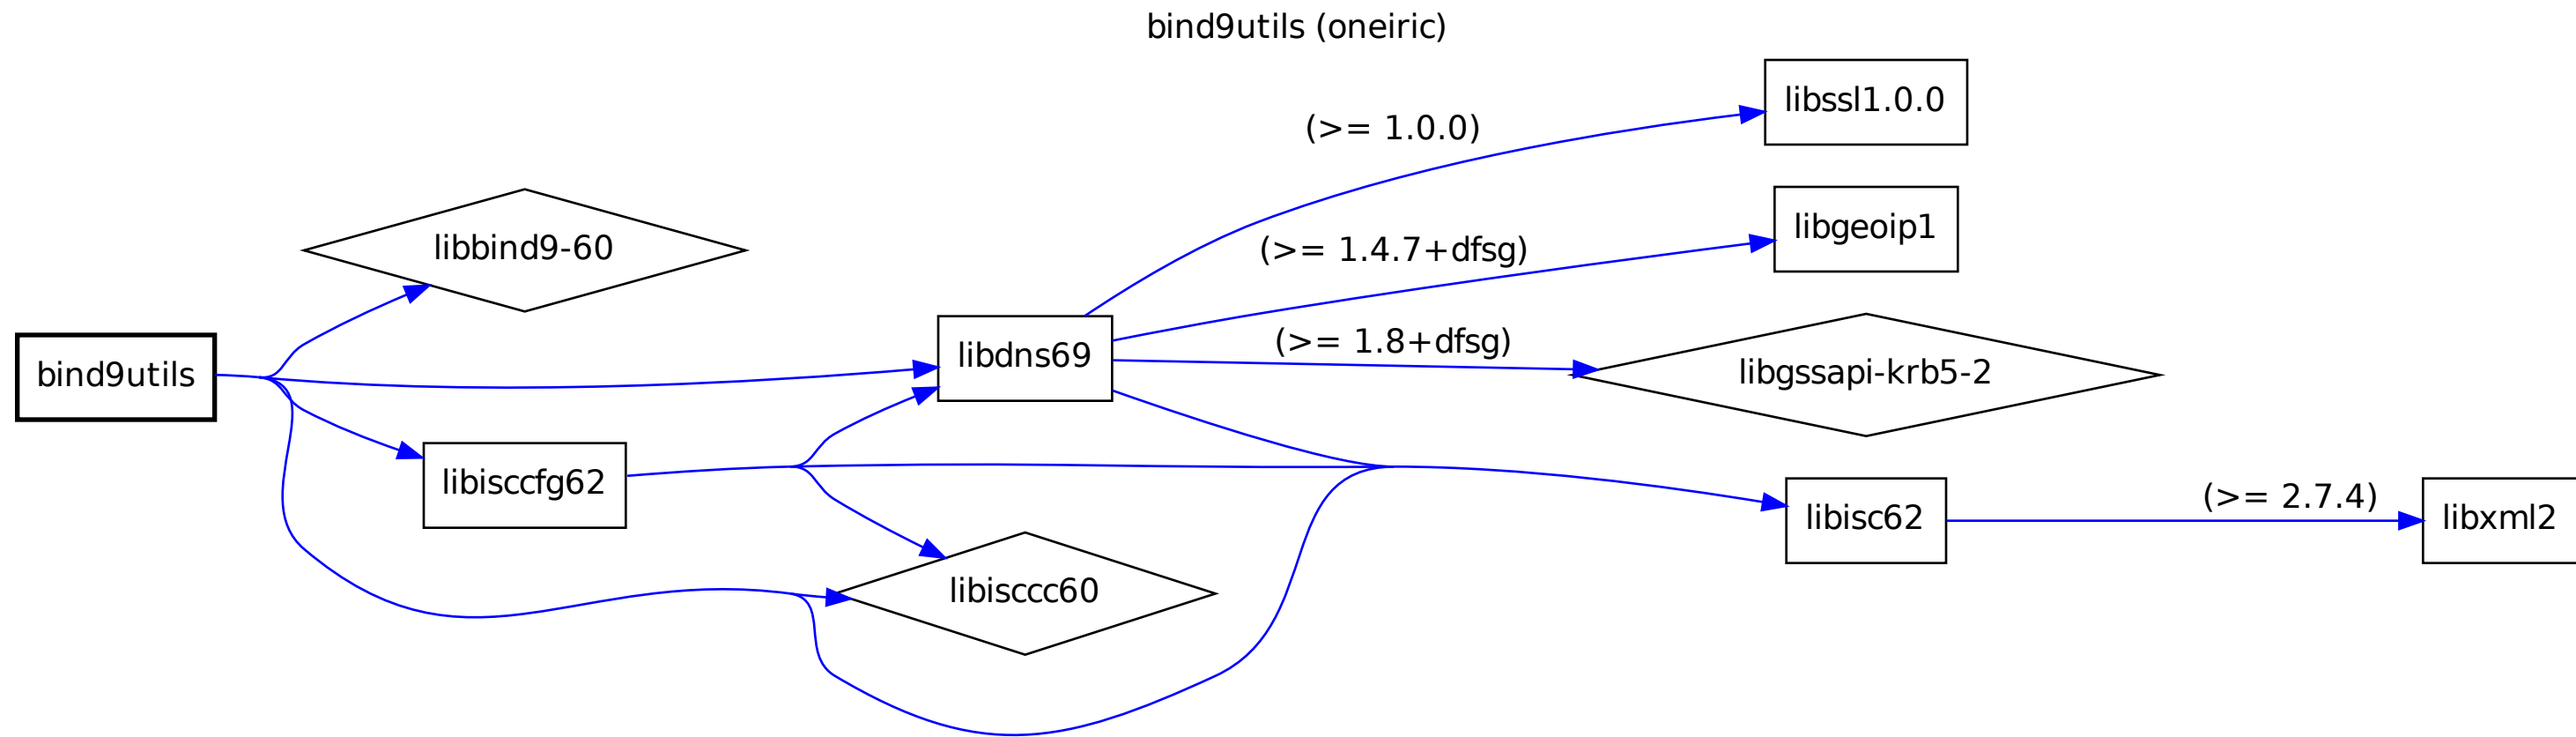 bind9utils (oneiric)
libssl1.0.0
(>= 1.0.0)
libgeoip1
(>= 1.4.7+dfsg)
libbind9-60
(>= 1.8+dfsg)
libdns69
libgssapi-krb5-2
bind9utils
libisccfg62
(>= 2.7.4)
libisc62
libxml2
libisccc60